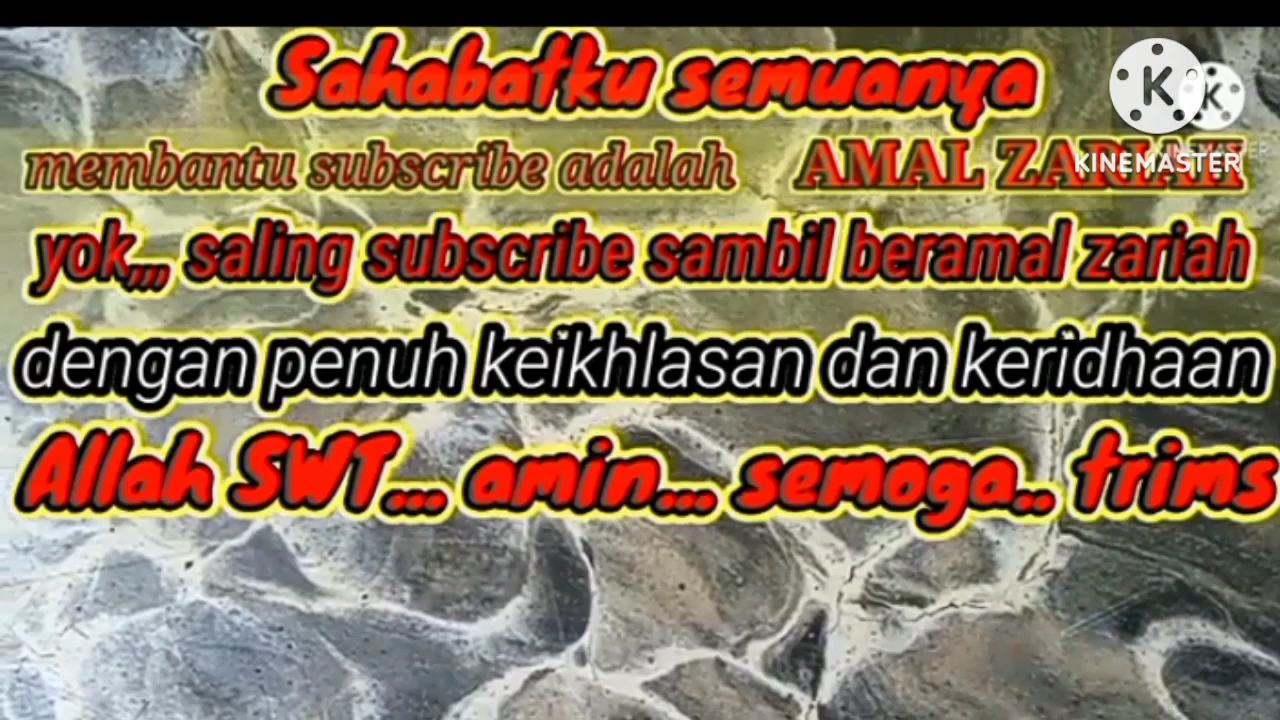 Sahabatku semuanya
membantu subscribe adalah AMAL ZARIAH
yok,,, saling subscribe sambil beramal zariah
dengan penuh keikhlasan dan keridhaan
Allah SWT... amin... semoga.. trims
K
K
KINEMASTER